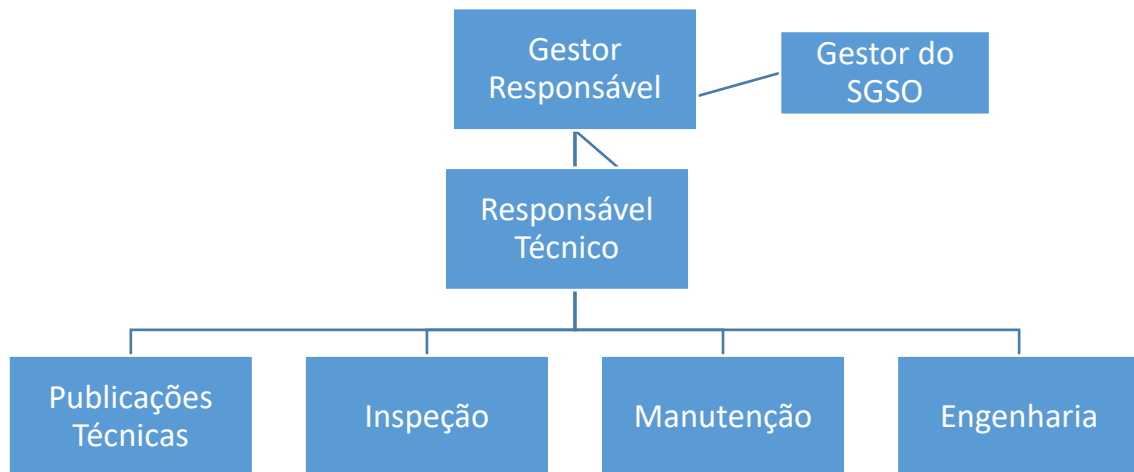 Gestor
Responsável
Gestor do
SGSO
Responsável
Técnico
Publicações
Técnicas
Inspeção
Manutenção
Engenharia